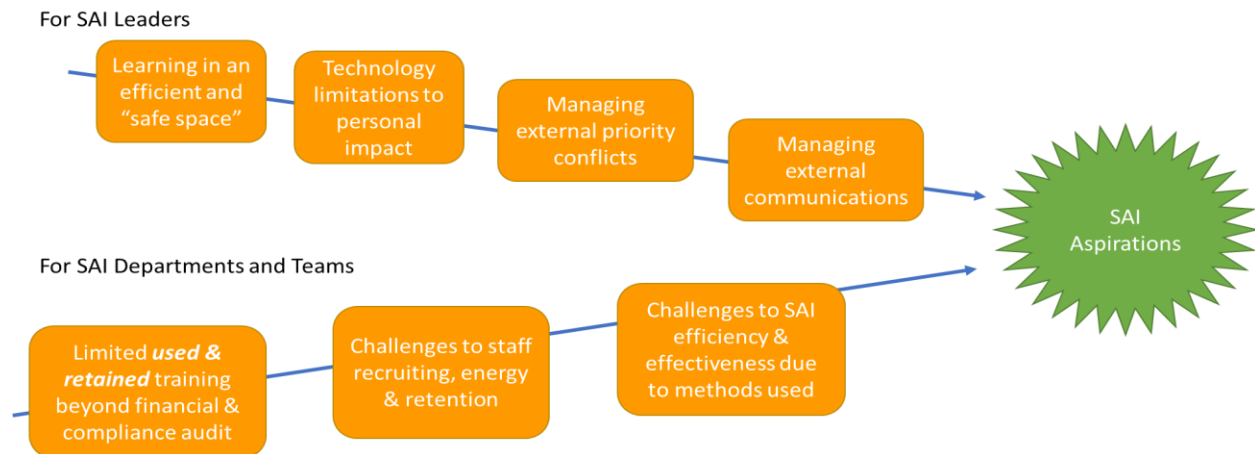 For SAI Leaders
Learning in an
efficient and
“safe space”
Technology
limitations to
personal
impact
Managing
external priority
conflicts
Managing
external
communications
SAI
Aspirations
For SAI Departments and Teams
Limited used &
retained training
beyond financial &
compliance audit
Challenges to staff
recruiting, energy
& retention
Challenges to SAI
efficiency &
effectiveness due
to methods used